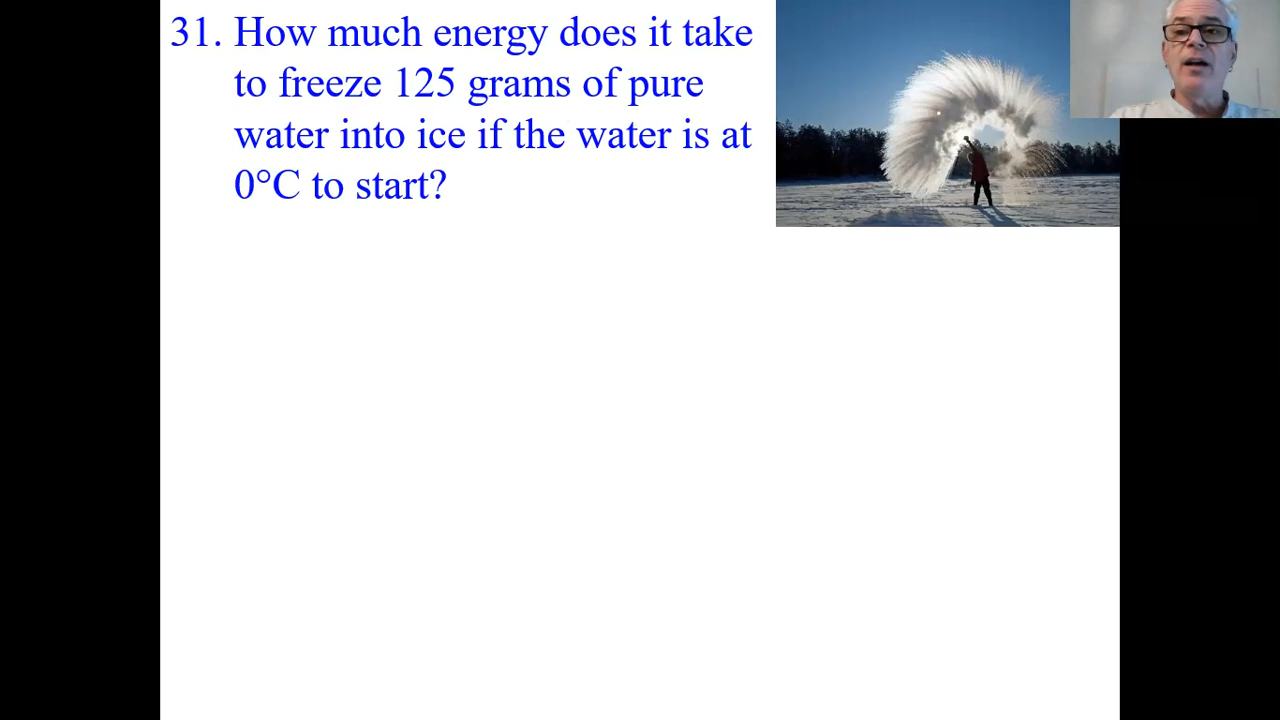 31. How much energy does it take
to freeze 125 grams of pure
water into ice if the water is at
0°C to start?